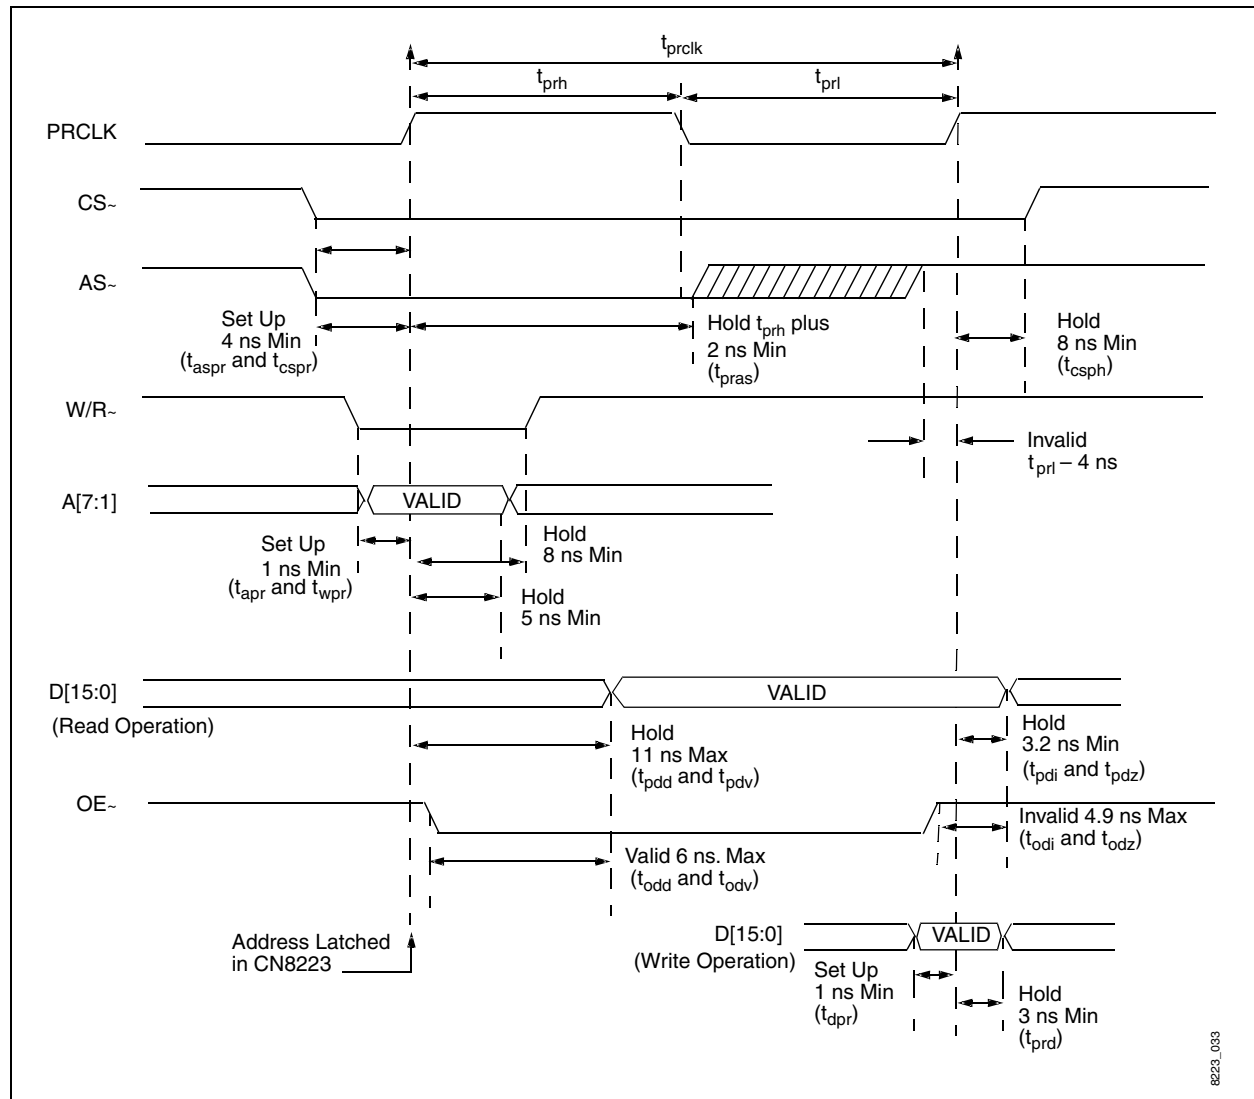 tprclk
tprh
tprl
PRCLK
CS~
AS~
Set Up
4 ns Min
(taspr and tcspr)
Hold tprh plus
2 ns Min
(tpras)
Hold
8 ns Min
(tcsph)
W/R~
Invalid
tprl – 4 ns
A[7:1]
VALID
Set Up
1 ns Min
(tapr and twpr)
Hold
8 ns Min
Hold
5 ns Min
D[15:0]
(Read Operation)
VALID
Hold
11 ns Max
(tpdd and tpdv)
Hold
3.2 ns Min
(tpdi and tpdz)
OE~
Valid 6 ns. Max
(todd and todv)
Invalid 4.9 ns Max
(todi and todz)
Address Latched
in CN8223
D[15:0]
(Write Operation)
VALID
Set Up
1 ns Min
(tdpr)
Hold
3 ns Min
(tprd)
8223_033